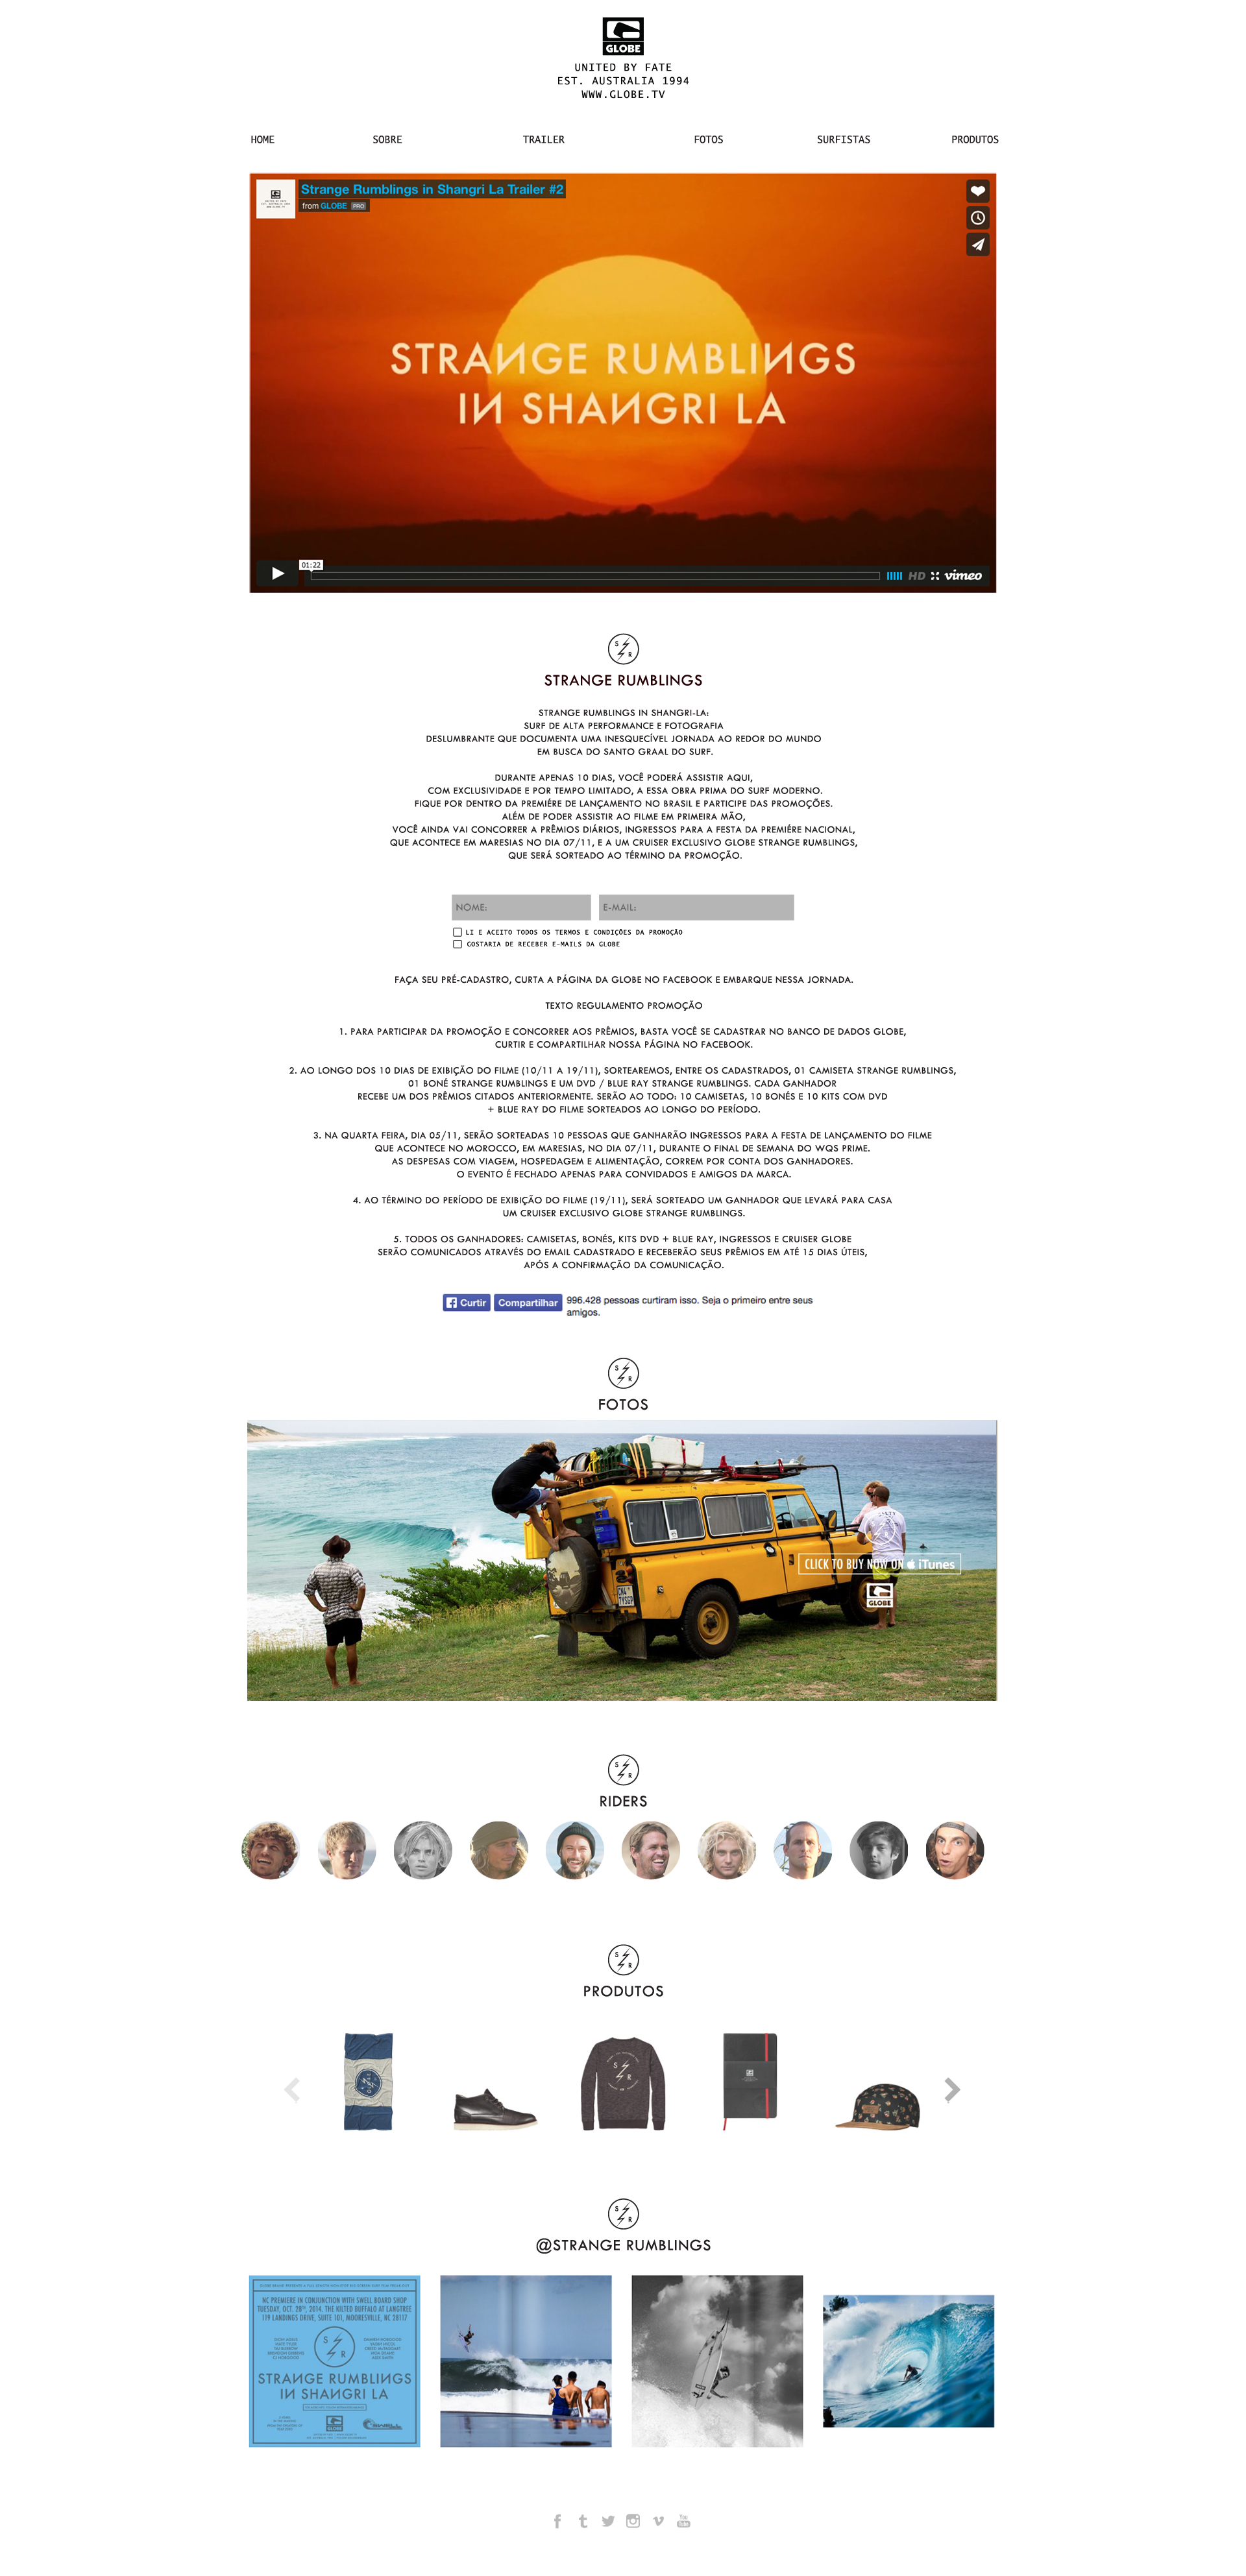 GLOBE
UNITED BY FATE
EST. AUSTRALIA 1994
WWW.GLOBE.TV
HOME
SOBRE
TRAILER
FOTOS
SURFISTAS
PRODUTOS
Strange Rumblings in Shangri La Trailer #2
from GLOBE PRO
STRANGE RUMBLINGS
IN SHANGRI LA
01:22
HD
vimeo
S R
STRANGE RUMBLINGS
STRANGE RUMBLINGS IN SHANGRI-LA:
SURF DE ALTA PERFORMANCE E FOTOGRAFIA
DESLUMBRANTE QUE DOCUMENTA UMA INESQUECÍVEL JORNADA AO REDOR DO MUNDO
EM BUSCA DO SANTO GRAAL DO SURF.
DURANTE APENAS 10 DIAS, VOCÊ PODERÁ ASSISTIR AQUI,
COM EXCLUSIVIDADE E POR TEMPO LIMITADO, A ESSA OBRA PRIMA DO SURF MODERNO.
FIQUE POR DENTRO DA PREMIÉRE DE LANÇAMENTO NO BRASIL E PARTICIPE DAS PROMOÇÕES.
ALÉM DE PODER ASSISTIR AO FILME EM PRIMEIRA MÃO,
VOCÊ AINDA VAI CONCORRER A PRÊMIOS DIÁRIOS, INGRESSOS PARA A FESTA DA PREMIÉRE NACIONAL,
QUE ACONTECE EM MARESIAS NO DIA 07/11, E A UM CRUISER EXCLUSIVO GLOBE STRANGE RUMBLINGS,
QUE SERÁ SORTEADO AO TÉRMINO DA PROMOÇÃO.
NOME:
E-MAIL:
LI E ACEITO TODOS OS TERMOS E CONDIÇÕES DA PROMOÇÃO
GOSTARIA DE RECEBER E-MAILS DA GLOBE
FAÇA SEU PRÉ-CADASTRO, CURTA A PÁGINA DA GLOBE NO FACEBOOK E EMBARQUE NESSA JORNADA.
TEXTO REGULAMENTO PROMOÇÃO
1. PARA PARTICIPAR DA PROMOÇÃO E CONCORRER AOS PRÊMIOS, BASTA VOCÊ SE CADASTRAR NO BANCO DE DADOS GLOBE,
CURTIR E COMPARTILHAR NOSSA PÁGINA NO FACEBOOK.
2. AO LONGO DOS 10 DIAS DE EXIBIÇÃO DO FILME (10/11 A 19/11), SORTEAREMOS, ENTRE OS CADASTRADOS, 01 CAMISETA STRANGE RUMBLINGS,
01 BONÉ STRANGE RUMBLINGS E UM DVD / BLUE RAY STRANGE RUMBLINGS. CADA GANHADOR
RECEBE UM DOS PRÊMIOS CITADOS ANTERIORMENTE. SERÃO AO TODO: 10 CAMISETAS, 10 BONÉS E 10 KITS COM DVD
+ BLUE RAY DO FILME SORTEADOS AO LONGO DO PERÍODO.
3. NA QUARTA FEIRA, DIA 05/11, SERÃO SORTEADAS 10 PESSOAS QUE GANHARÃO INGRESSOS PARA A FESTA DE LANÇAMENTO DO FILME
QUE ACONTECE NO MOROCCO, EM MARESIAS, NO DIA 07/11, DURANTE O FINAL DE SEMANA DO WQS PRIME.
AS DESPESAS COM VIAGEM, HOSPEDAGEM E ALIMENTAÇÃO, CORREM POR CONTA DOS GANHADORES.
O EVENTO É FECHADO APENAS PARA CONVIDADOS E AMIGOS DA MARCA.
4. AO TÉRMINO DO PERÍODO DE EXIBIÇÃO DO FILME (19/11), SERÁ SORTEADO UM GANHADOR QUE LEVARÁ PARA CASA
UM CRUISER EXCLUSIVO GLOBE STRANGE RUMBLINGS.
5. TODOS OS GANHADORES: CAMISETAS, BONÉS, KITS DVD + BLUE RAY, INGRESSOS E CRUISER GLOBE
SERÃO COMUNICADOS ATRAVÉS DO EMAIL CADASTRADO E RECEBERÃO SEUS PRÊMIOS EM ATÉ 15 DIAS ÚTEIS,
APÓS A CONFIRMAÇÃO DA COMUNICAÇÃO.
Curtir
Compartilhar
996.428 pessoas curtiram isso. Seja o primeiro entre seus
amigos.
S R
FOTOS
CLICK TO BUY NOW ON iTunes
GLOBE
S R
RIDERS
S R
PRODUTOS
S R
S R
@STRANGE RUMBLINGS
NC PREMIERE IN CONJUNCTION WITH SWELL BOARD SHOP
TUESDAY, OCT. 28th, 2014, THE KILTED BUFFALO AT LANGTREE
119 LANDINGS DRIVE, SUITE 101, MOORESVILLE, NC 28117
S R
STRANGE RUMBLINGS
IN SHANGRI LA
GLOBE
SWELL
You
Tube